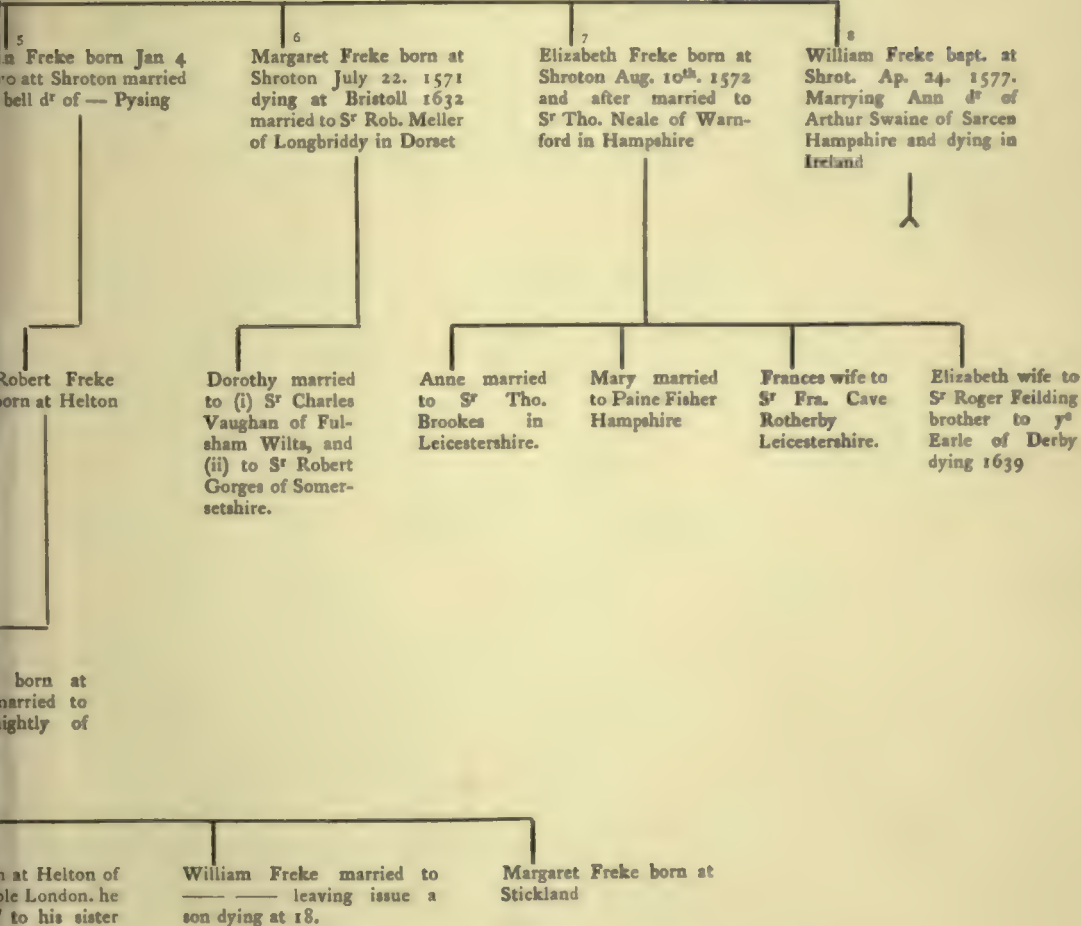 5
Freke born Jan 4
att Shroton married
bell dʳ of — Pysing
6
Margaret Freke born at
Shroton July 22. 1571
dying at Bristoll 1632
married to Sʳ Rob. Meller
of Longbriddy in Dorset
7
Elizabeth Freke born at
Shroton Aug. 10ᵗʰ. 1572
and after married to
Sʳ Tho. Neale of Warn-
ford in Hampshire
8
William Freke bapt. at
Shrot. Ap. 24. 1577.
Marrying Ann dʳ of
Arthur Swaine of Sarcen
Hampshire and dying in
Ireland
Robert Freke
born at Helton
Dorothy married
to (i) Sʳ Charles
Vaughan of Ful-
sham Wilts, and
(ii) to Sʳ Robert
Gorges of Somer-
setshire.
Anne married
to Sʳ Tho.
Brookes in
Leicestershire.
Mary married
to Paine Fisher
Hampshire
Frances wife to
Sʳ Fra. Cave
Rotherby
Leicestershire.
Elizabeth wife to
Sʳ Roger Feilding
brother to yᵉ
Earle of Derby
dying 1639
born at
married to
ightly of
at Helton of
ple London. he
to his sister
William Freke married to
—— —— leaving issue a
son dying at 18.
Margaret Freke born at
Stickland